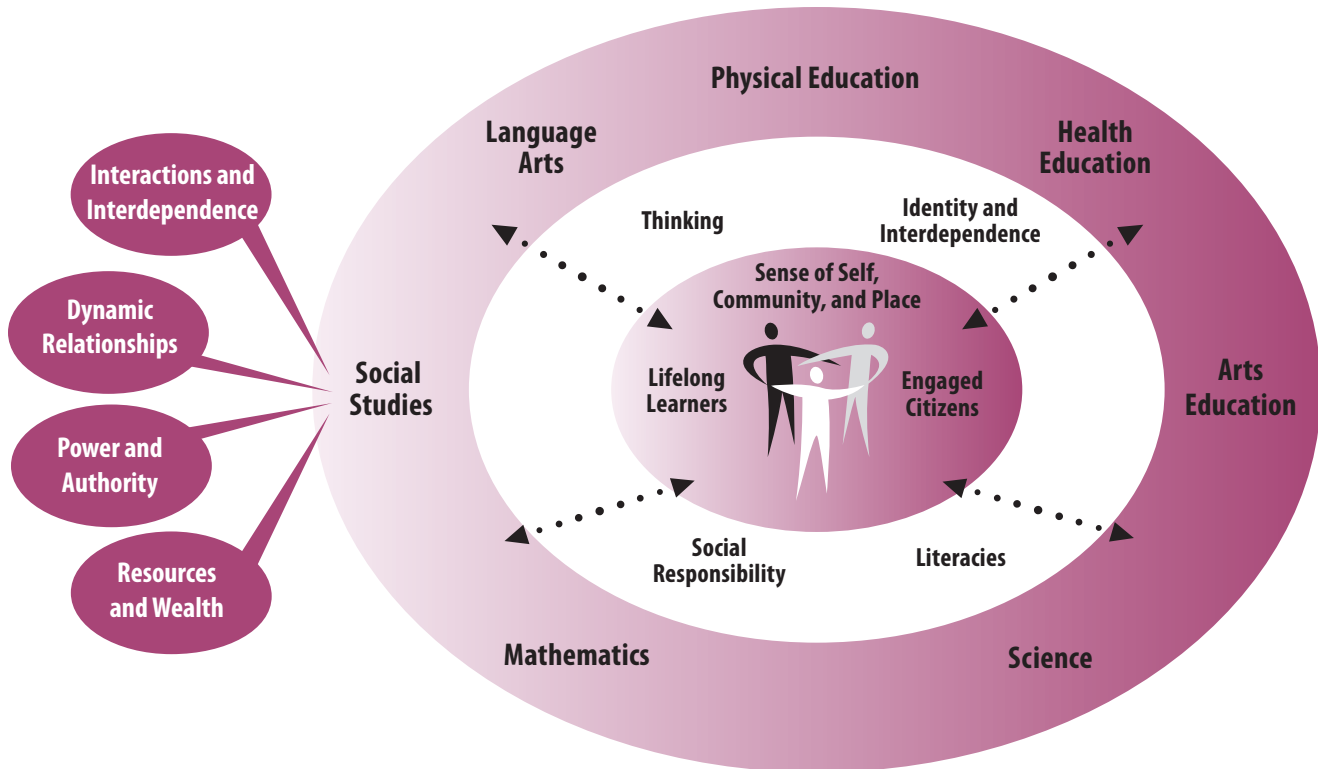 Physical Education
Language
Arts
Health
Education
Interactions and
Interdependence
Thinking
Identity and
Interdependence
Sense of Self,
Community, and Place
Dynamic
Relationships
Social
Studies
Lifelong
Learners
Engaged
Citizens
Arts
Education
Power and
Authority
Social
Responsibility
Literacies
Resources
and Wealth
Mathematics
Science